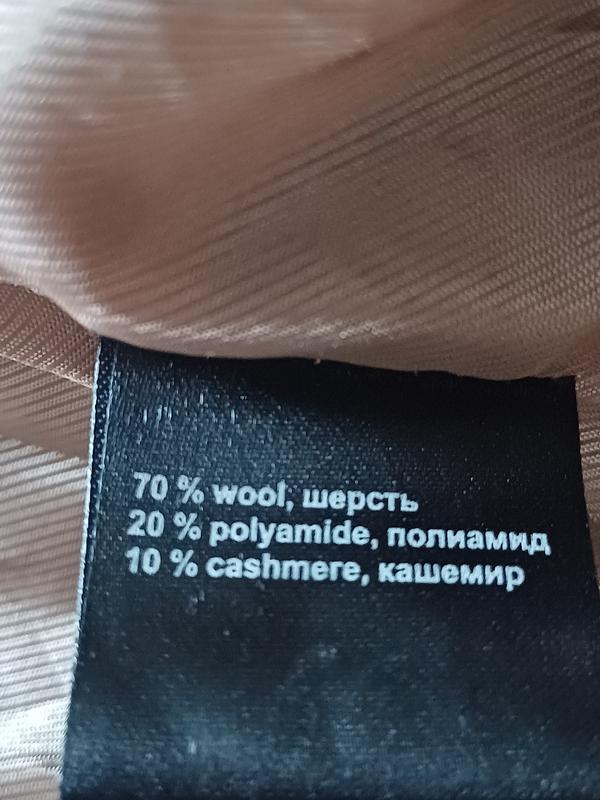 70 % wool, шерсть
20 % polyamide, полиамид
10 % cashmere, кашемир